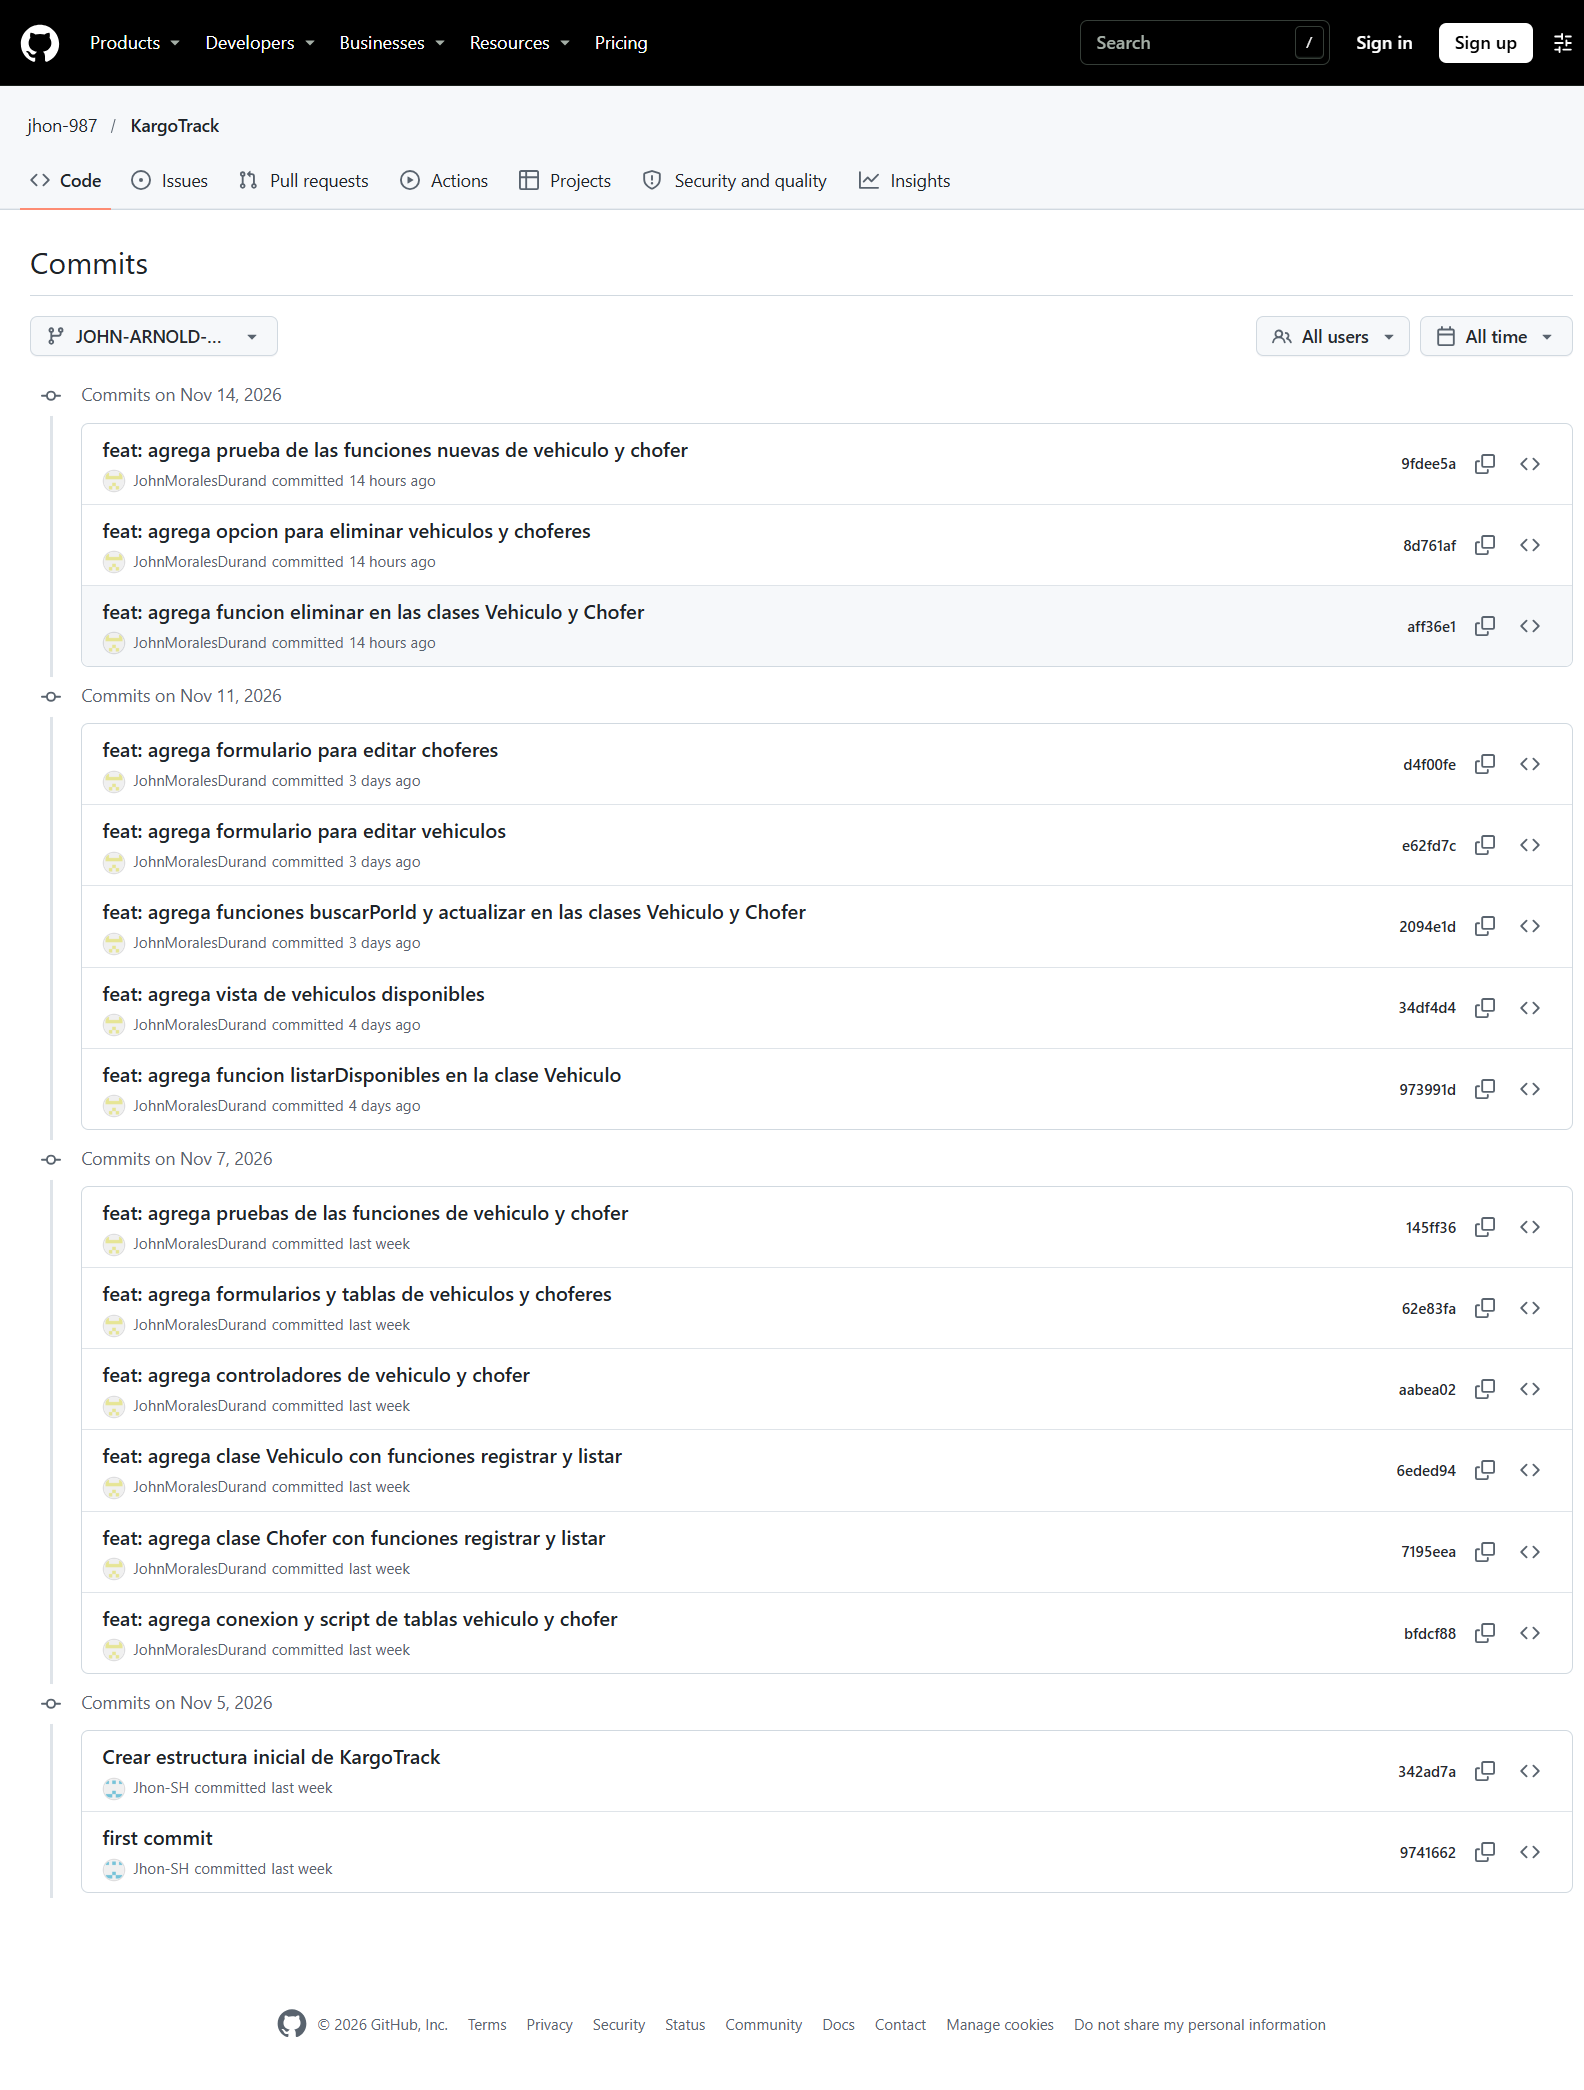 Products Developers Businesses Resources Pricing Search / Sign in Sign up
jhon-987 / KargoTrack
Code Issues Pull requests Actions Projects Security and quality Insights
Commits
JOHN-ARNOLD-... All users All time
Commits on Nov 14, 2026
feat: agrega prueba de las funciones nuevas de vehiculo y chofer
JohnMoralesDurand committed 14 hours ago
9fdee5a
feat: agrega opcion para eliminar vehiculos y choferes
JohnMoralesDurand committed 14 hours ago
8d761af
feat: agrega funcion eliminar en las clases Vehiculo y Chofer
JohnMoralesDurand committed 14 hours ago
aff36e1
Commits on Nov 11, 2026
feat: agrega formulario para editar choferes
JohnMoralesDurand committed 3 days ago
d4f00fe
feat: agrega formulario para editar vehiculos
JohnMoralesDurand committed 3 days ago
e62fd7c
feat: agrega funciones buscarPorId y actualizar en las clases Vehiculo y Chofer
JohnMoralesDurand committed 3 days ago
2094e1d
feat: agrega vista de vehiculos disponibles
JohnMoralesDurand committed 4 days ago
34df4d4
feat: agrega funcion listarDisponibles en la clase Vehiculo
JohnMoralesDurand committed 4 days ago
973991d
Commits on Nov 7, 2026
feat: agrega pruebas de las funciones de vehiculo y chofer
JohnMoralesDurand committed last week
145ff36
feat: agrega formularios y tablas de vehiculos y choferes
JohnMoralesDurand committed last week
62e83fa
feat: agrega controladores de vehiculo y chofer
JohnMoralesDurand committed last week
aabea02
feat: agrega clase Vehiculo con funciones registrar y listar
JohnMoralesDurand committed last week
6eded94
feat: agrega clase Chofer con funciones registrar y listar
JohnMoralesDurand committed last week
7195eea
feat: agrega conexion y script de tablas vehiculo y chofer
JohnMoralesDurand committed last week
bfdcf88
Commits on Nov 5, 2026
Crear estructura inicial de KargoTrack
Jhon-SH committed last week
342ad7a
first commit
Jhon-SH committed last week
9741662
© 2026 GitHub, Inc. Terms Privacy Security Status Community Docs Contact Manage cookies Do not share my personal information